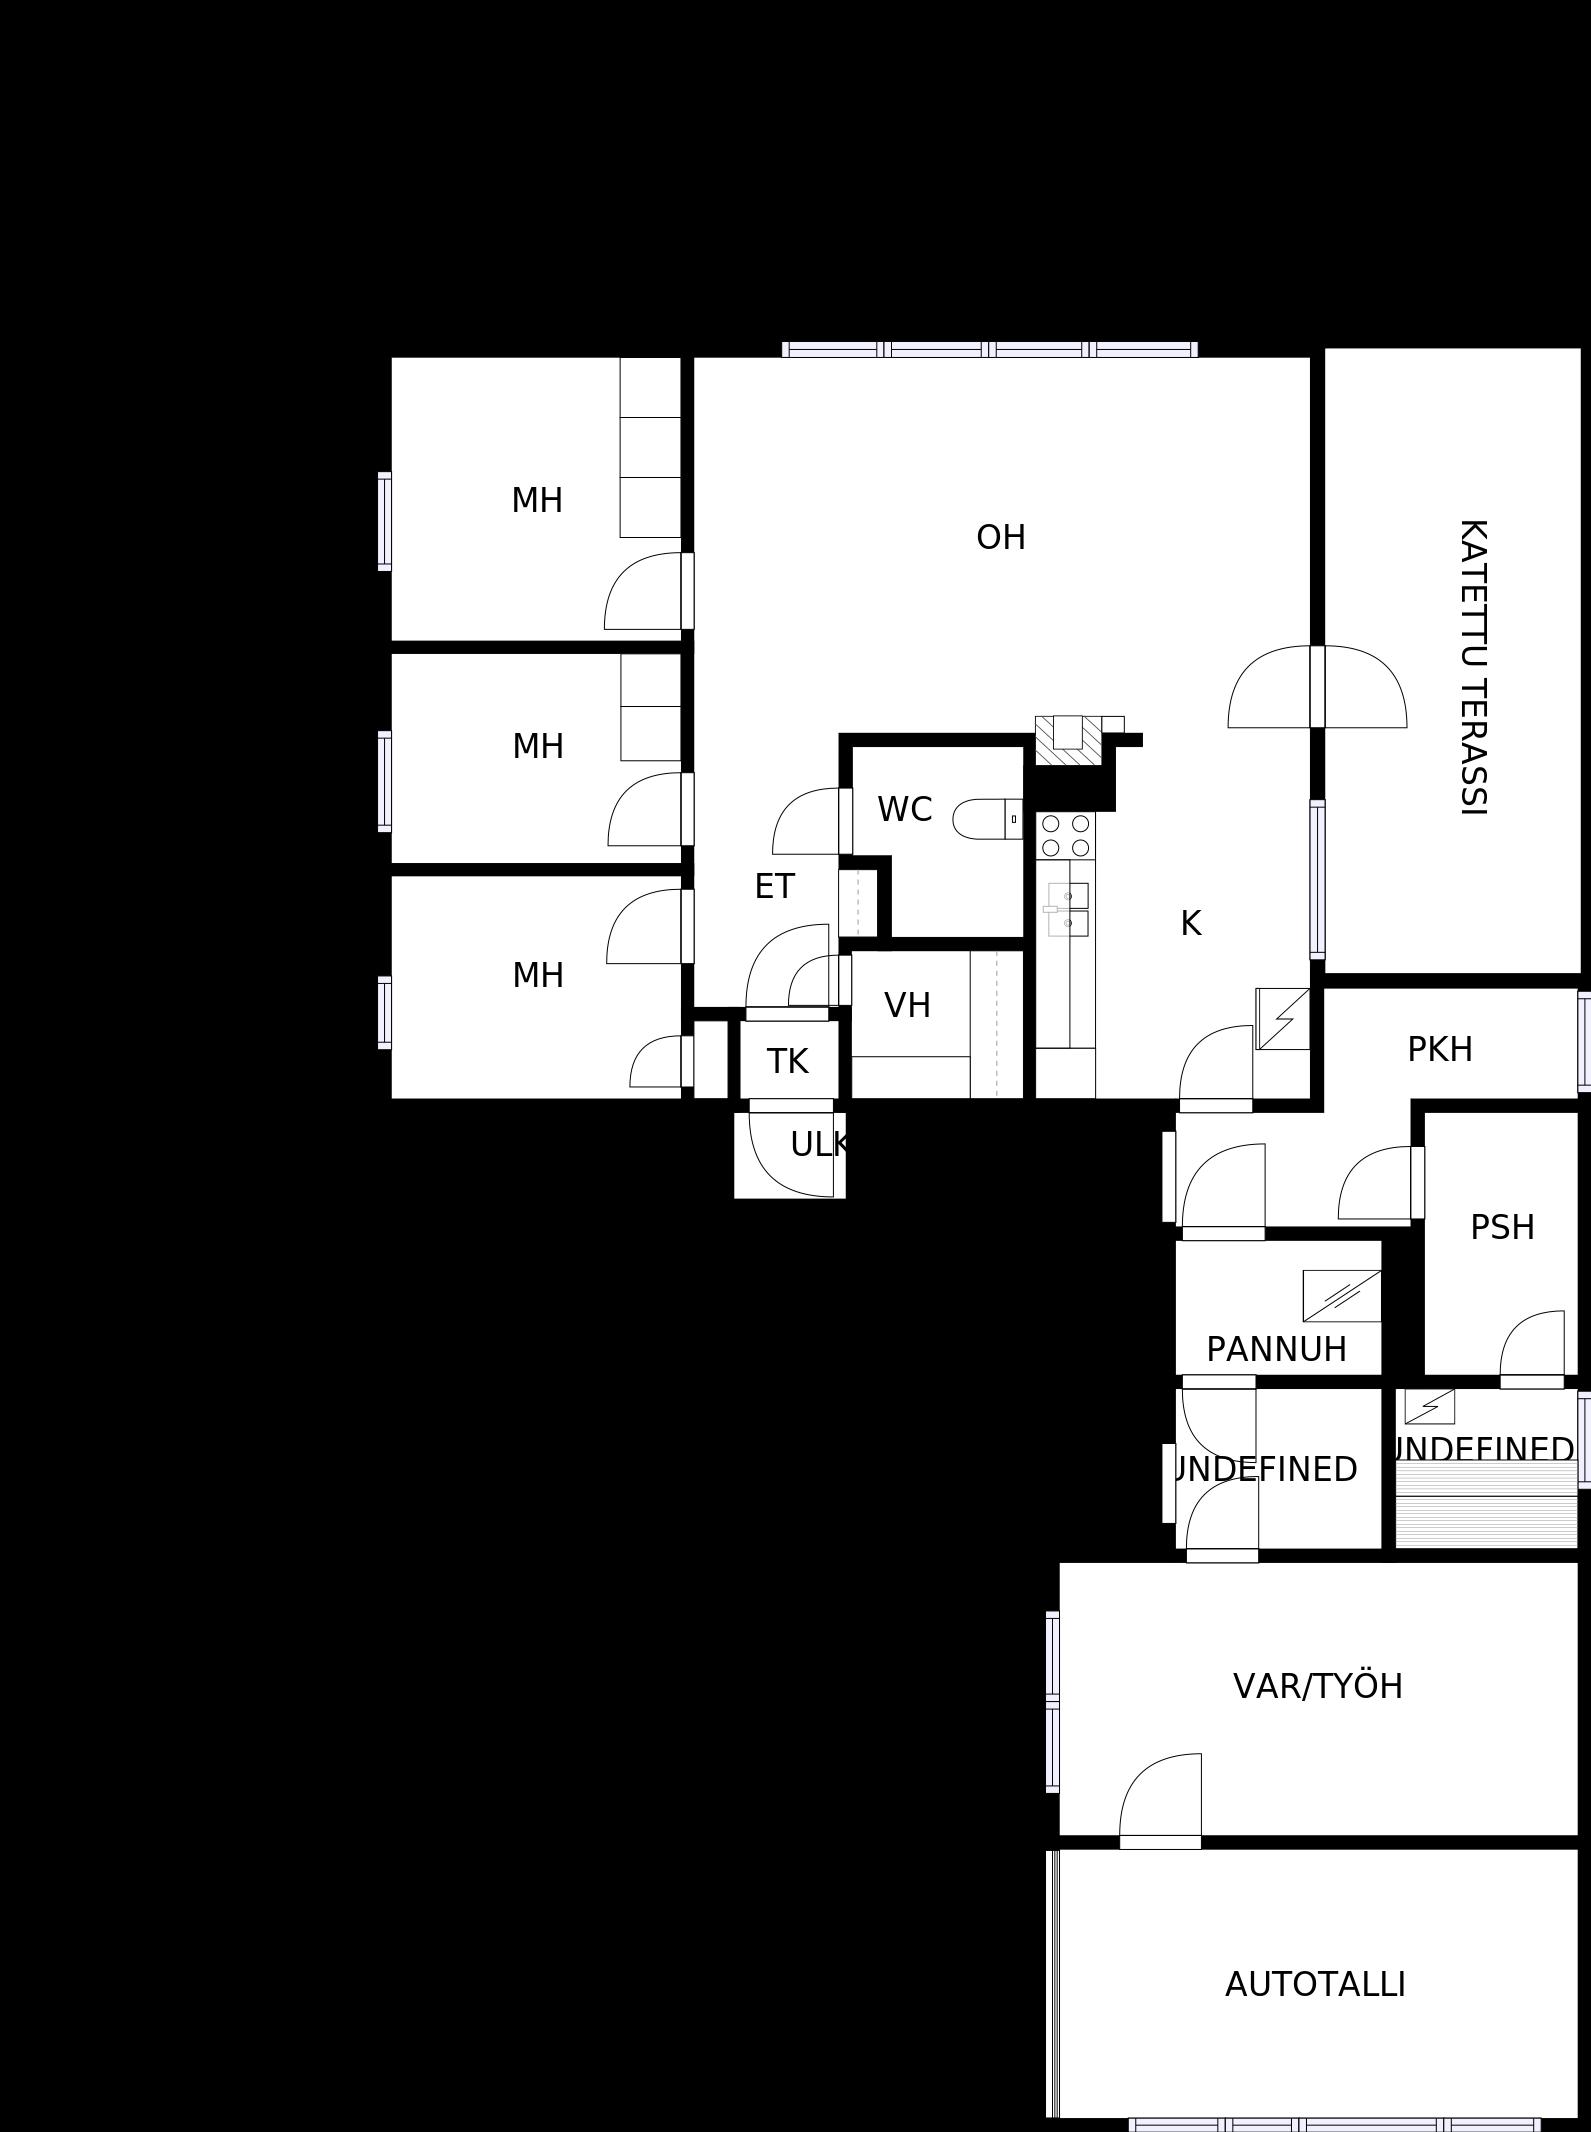 MH
OH
KATETTU TERASSI
MH
WC
ET
K
MH
VH
TK
PKH
ULK
PSH
PANNUH
UNDEFINED
UNDEFINED
VAR/TYÖH
AUTOTALLI